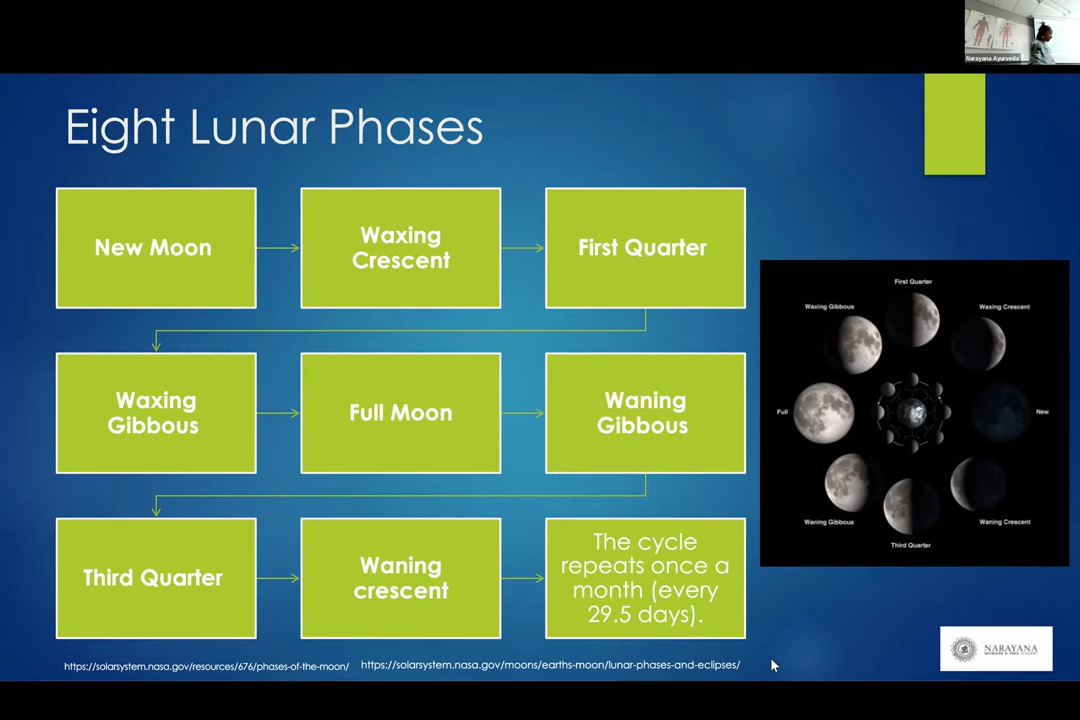 Narayana Ayurveda
Eight Lunar Phases
New Moon
Waxing
Crescent
First Quarter
Waxing
Gibbous
Full Moon
Waning
Gibbous
Third Quarter
Waning
crescent
The cycle
repeats once a
month (every
29.5 days).
First Quarter
Waxing Gibbous
Waxing Crescent
Full
New
Waning Gibbous
Waning Crescent
Third Quarter
https://solarsystem.nasa.gov/resources/676/phases-of-the-moon/
https://solarsystem.nasa.gov/moons/earths-moon/lunar-phases-and-eclipses/
NARAYANA